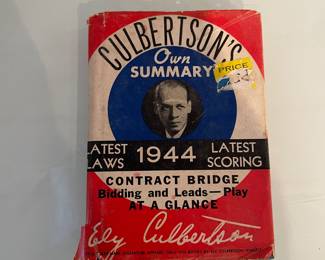 CULBERTSON'S
Own
SUMMARY
PRICE
LATEST LAWS
1944
LATEST SCORING
CONTRACT BRIDGE
Bidding and Leads—Play
AT A GLANCE
Ely Culbertson